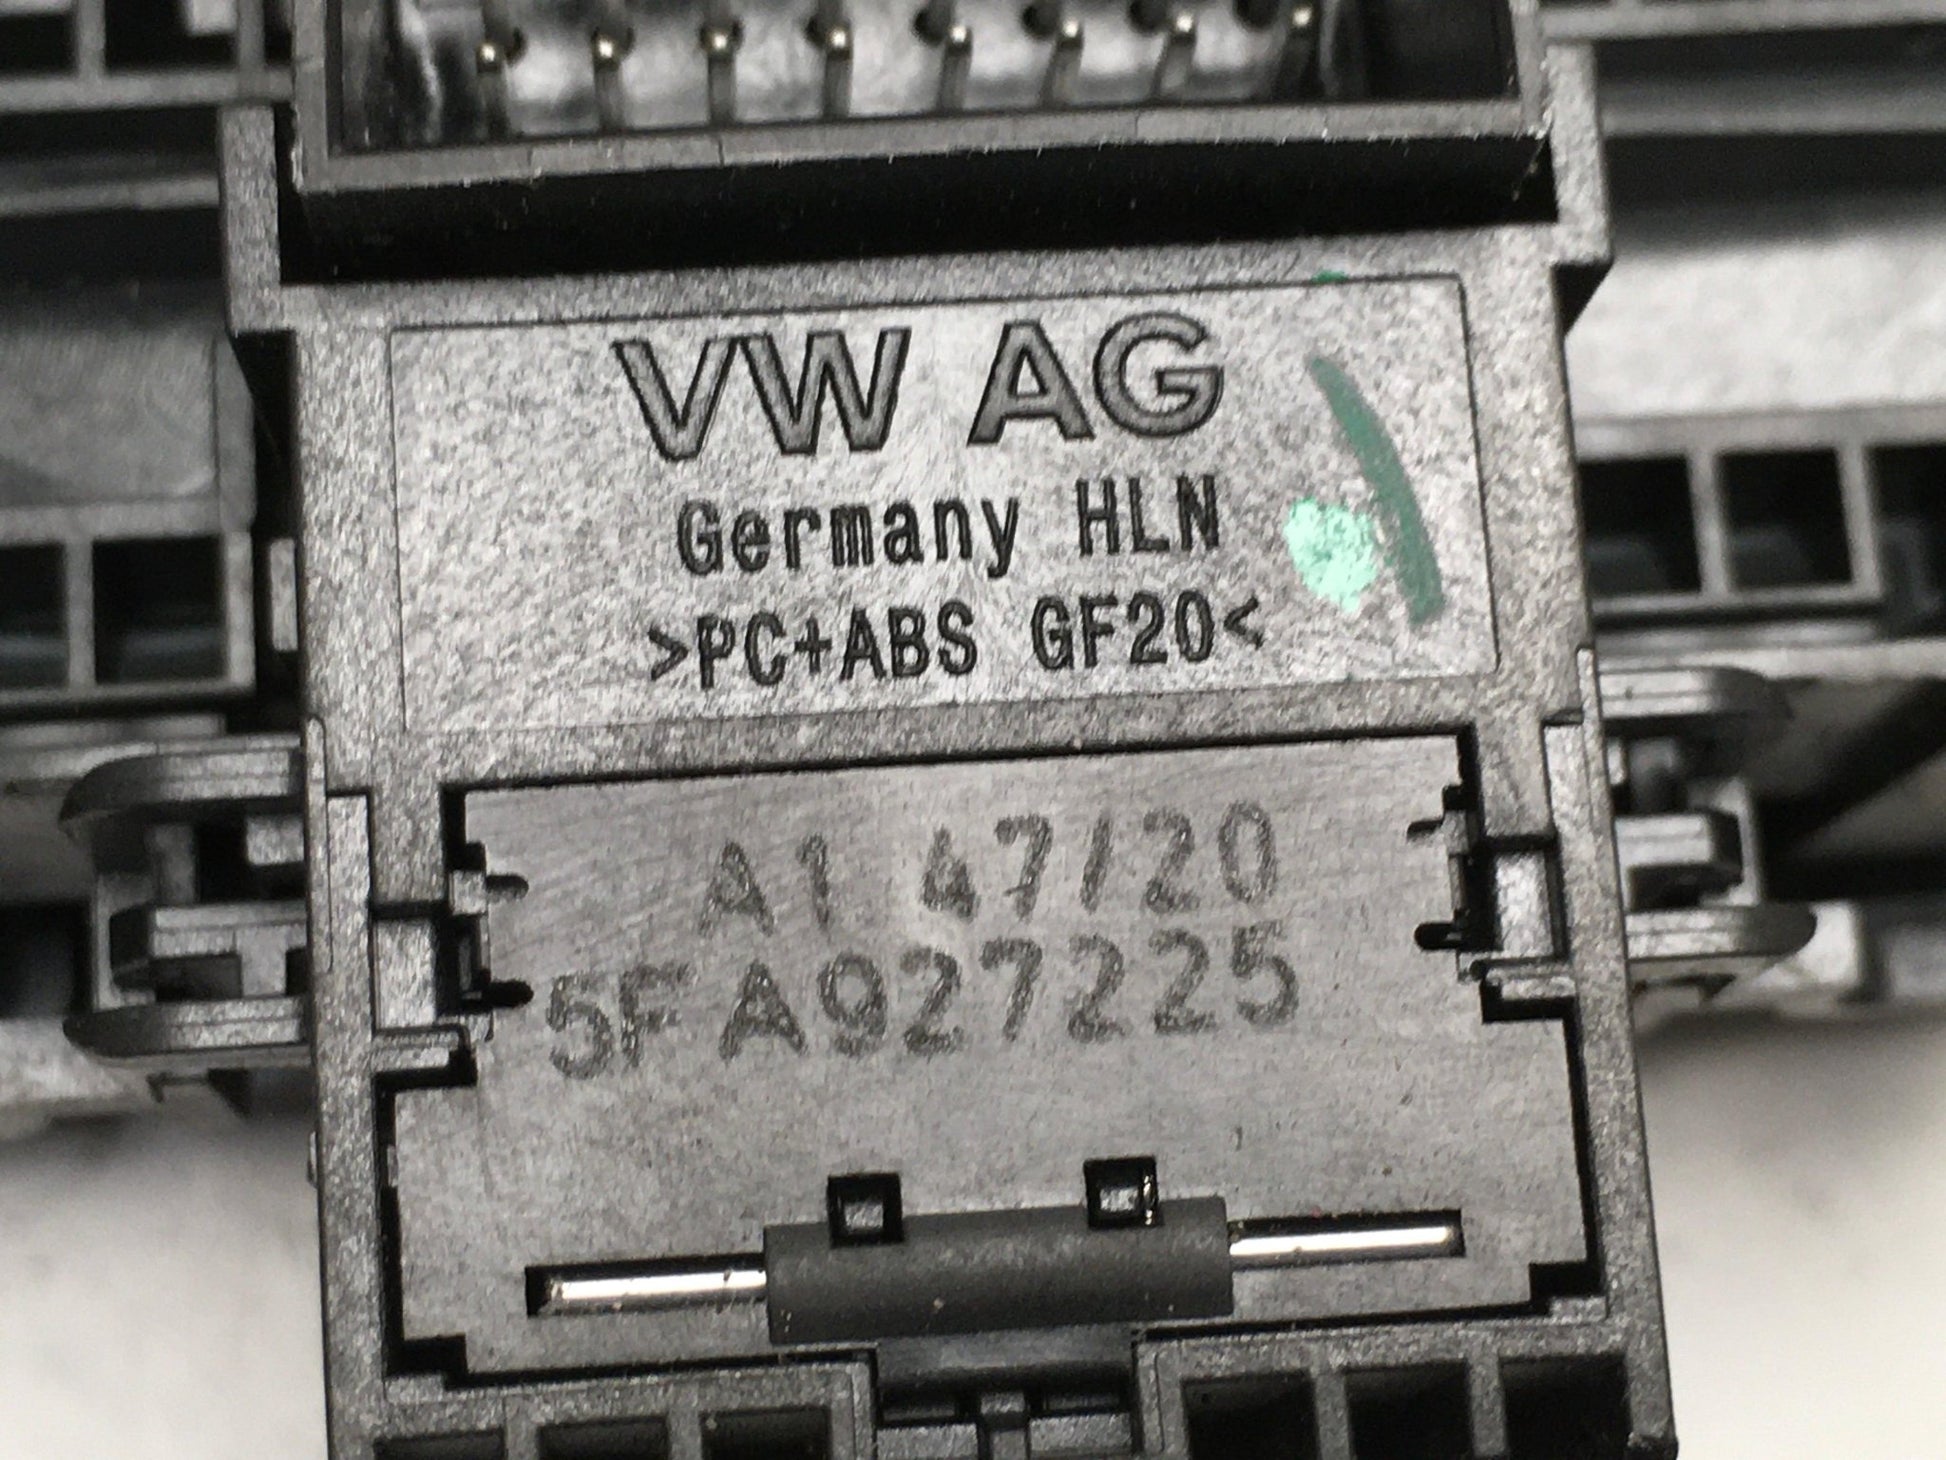 VW AG
Germany HLN
>PC+ABS GF20<
A1 47/20
5FA927225